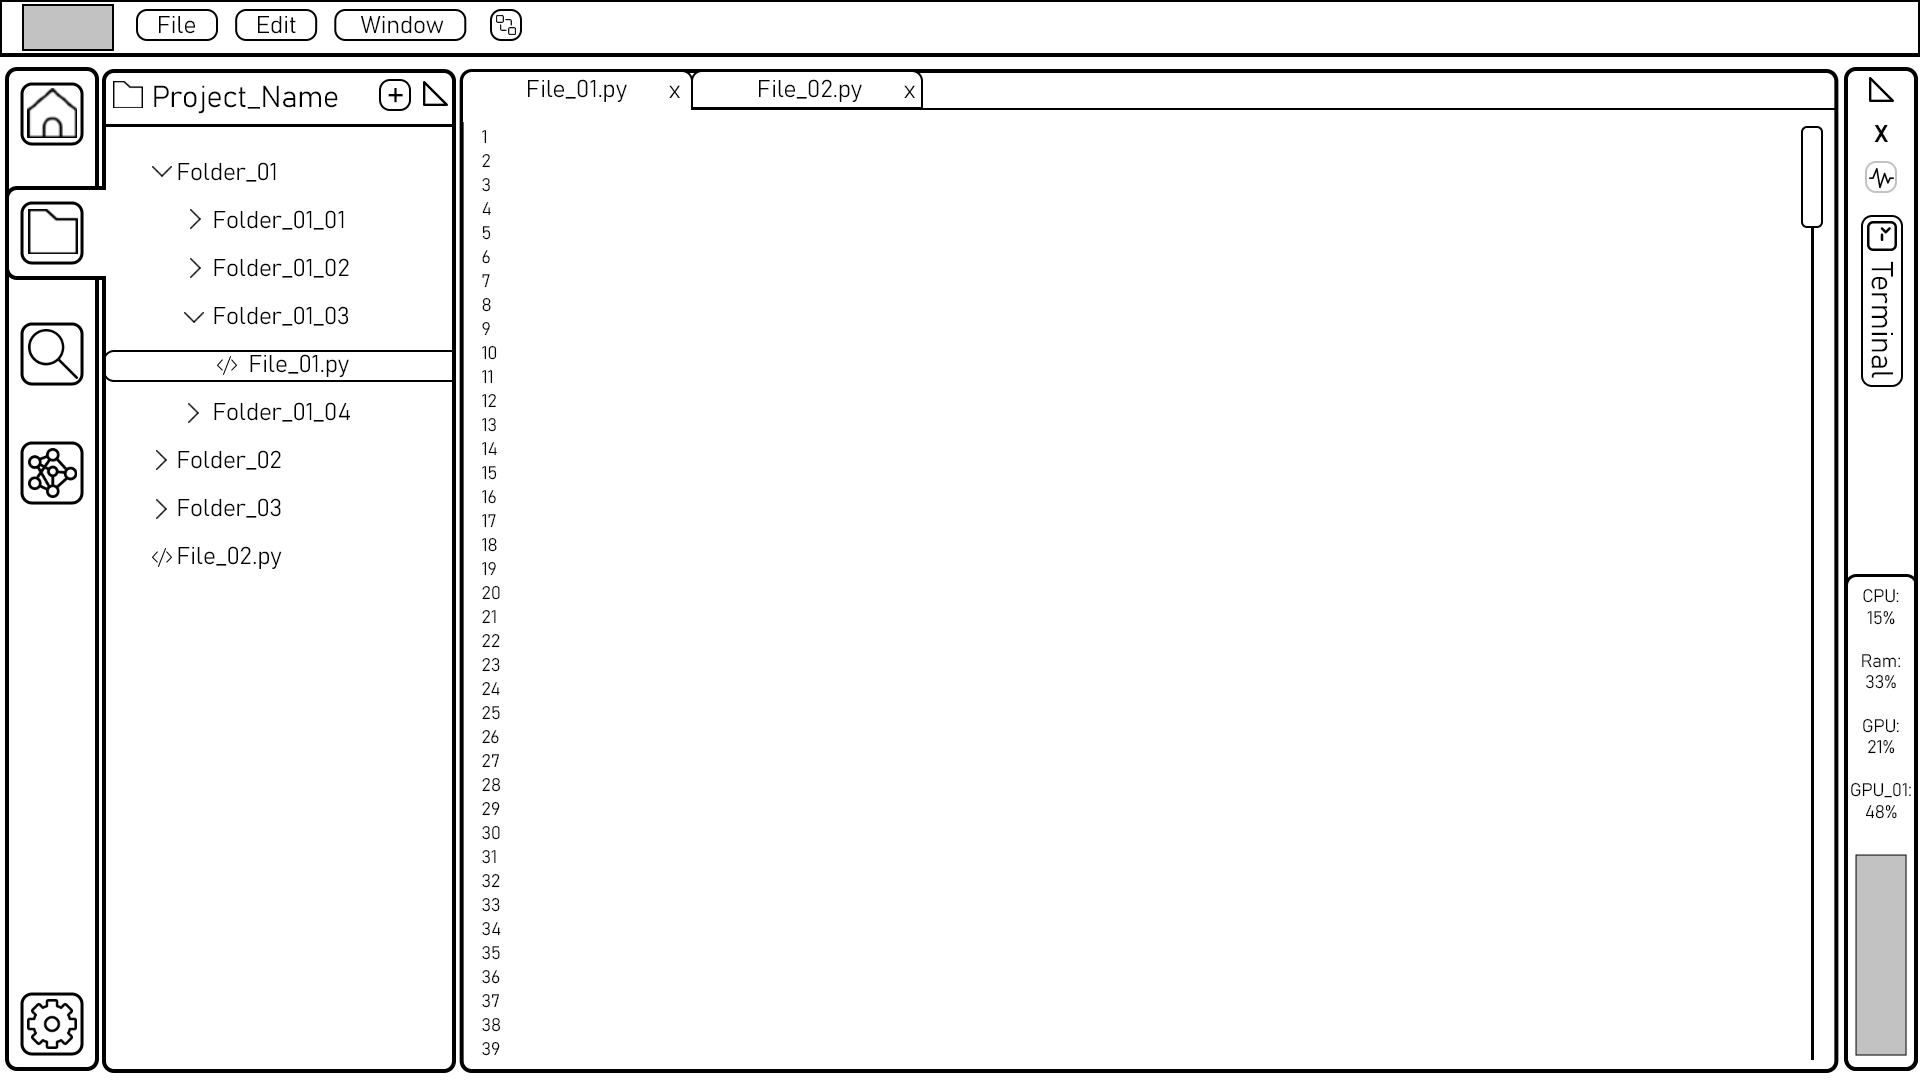 File Edit Window
Project_Name +
File_01.py x File_02.py x
Folder_01
Folder_01_01
Folder_01_02
Folder_01_03
</> File_01.py
Folder_01_04
Folder_02
Folder_03
</> File_02.py
1
2
3
4
5
6
7
8
9
10
11
12
13
14
15
16
17
18
19
20
21
22
23
24
25
26
27
28
29
30
31
32
33
34
35
36
37
38
39
X
Terminal
CPU:
15%
Ram:
33%
GPU:
21%
GPU_01:
48%